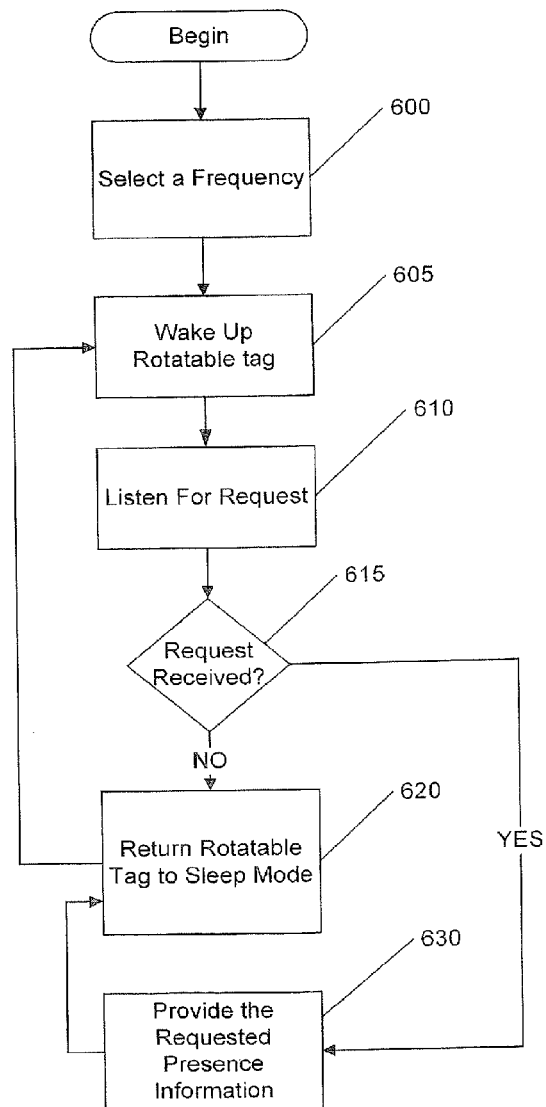 Begin
600
Select a Frequency
605
Wake Up
Rotatable tag
610
Listen For Request
615
Request
Received?
NO
620
Return Rotatable
Tag to Sleep Mode
YES
630
Provide the
Requested
Presence
Information